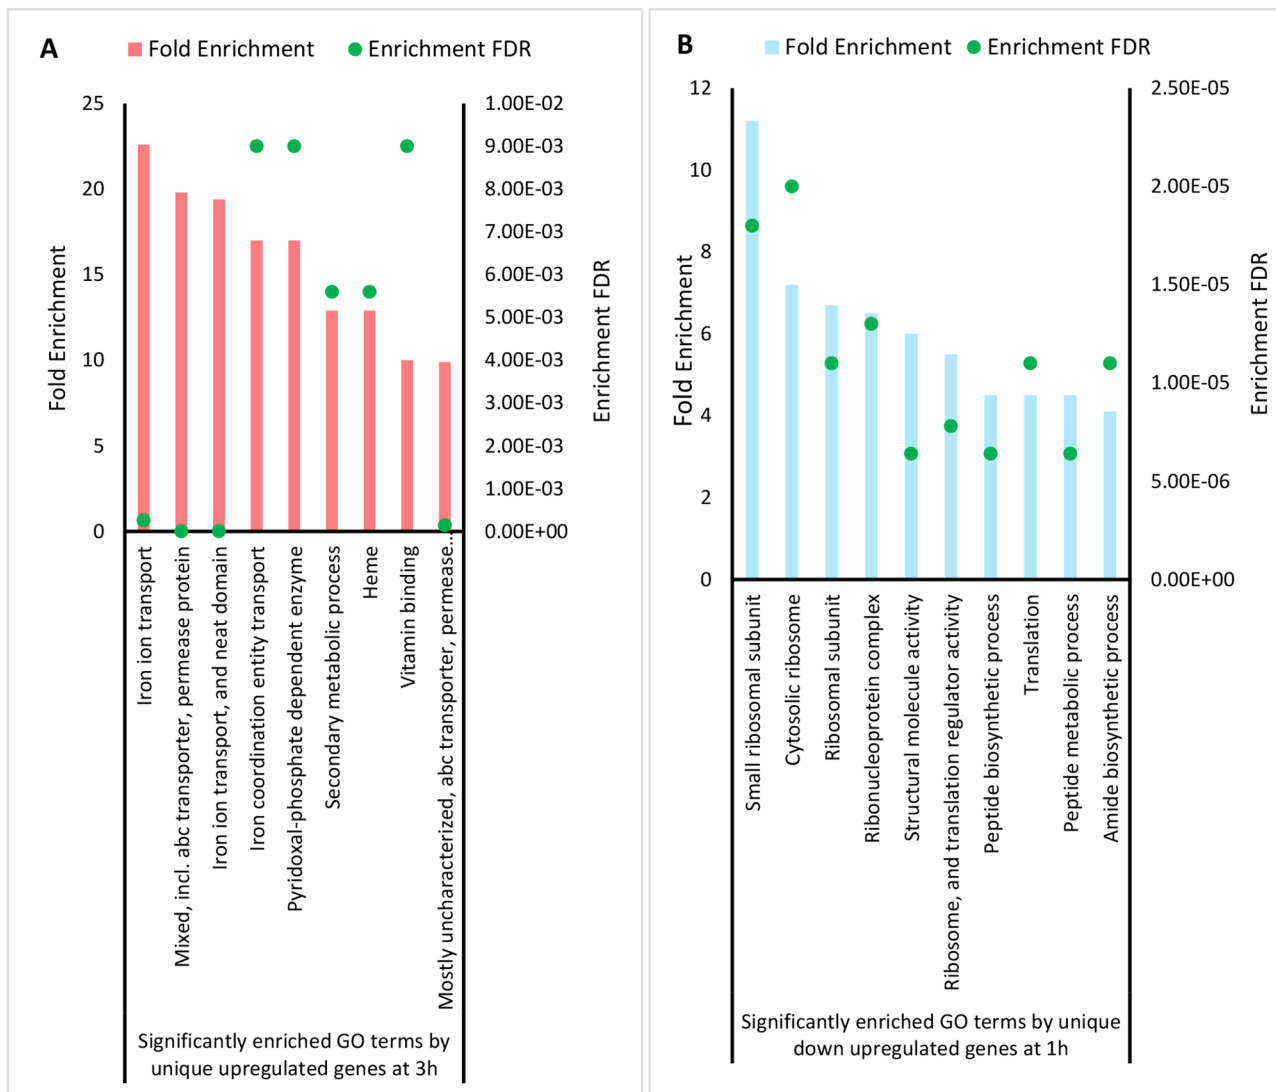 A
Fold Enrichment
Enrichment FDR
25
20
15
10
5
0
Fold Enrichment
1.00E-02
9.00E-03
8.00E-03
7.00E-03
6.00E-03
5.00E-03
4.00E-03
3.00E-03
2.00E-03
1.00E-03
0.00E+00
Enrichment FDR
Iron ion transport
Mixed, incl. abc transporter, permease protein
Iron ion transport, and neat domain
Iron coordination entity transport
Pyridoxal-phosphate dependent enzyme
Secondary metabolic process
Heme
Vitamin binding
Mostly uncharacterized, abc transporter, permease...
Significantly enriched GO terms by
unique upregulated genes at 3h
B
Fold Enrichment
Enrichment FDR
12
10
8
6
4
2
0
Fold Enrichment
2.50E-05
2.00E-05
1.50E-05
1.00E-05
5.00E-06
0.00E+00
Enrichment FDR
Small ribosomal subunit
Cytosolic ribosome
Ribosomal subunit
Ribonucleoprotein complex
Structural molecule activity
Ribosome, and translation regulator activity
Peptide biosynthetic process
Translation
Peptide metabolic process
Amide biosynthetic process
Significantly enriched GO terms by unique
down upregulated genes at 1h